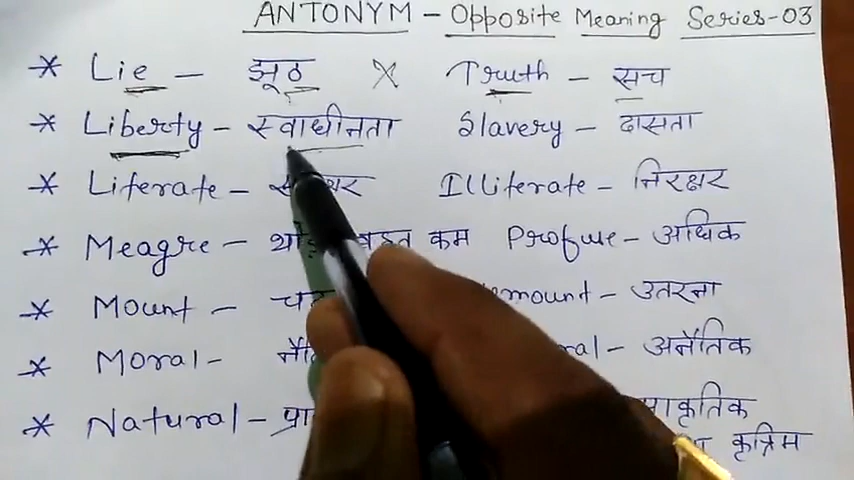 ANTONYM - Opposite Meaning Series-03
* Lie - झूठ × Truth - सच
* Liberty - स्वाधीनता Slavery - दासता
* Literate - Illiterate - निरक्षर
* Meagre - कम Profuse - अधिक
* Mount - उतरना
* Moral - अनैतिक
* Natural -
कृत्रिम